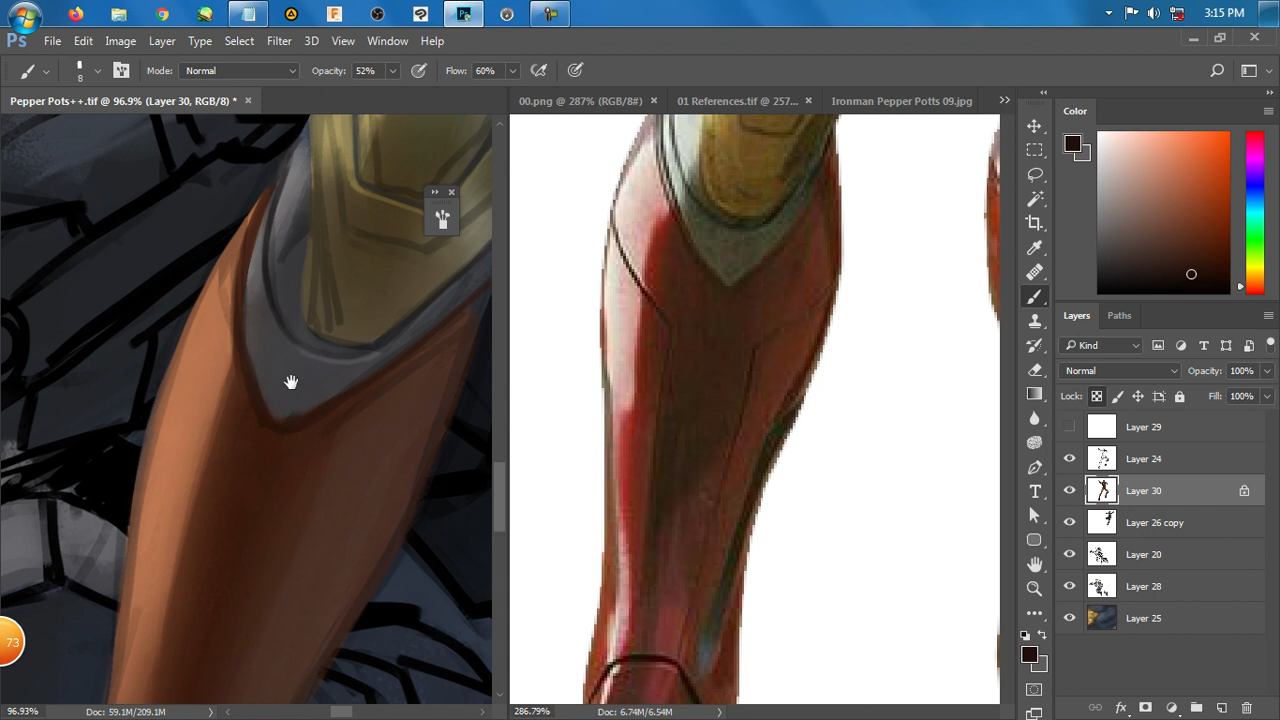 3:15 PM
Ps File Edit Image Layer Type Select Filter 3D View Window Help
8 Mode: Normal Opacity: 52% Flow: 60%
Pepper Pots++.tif @ 96.9% (Layer 30, RGB/8) * × 00.png @ 287% (RGB/8#) × 01 References.tif @ 257... × Ironman Pepper Potts 09.jpg
Color
Layers Paths
Kind
Normal Opacity: 100%
Lock: Fill: 100%
Layer 29
Layer 24
Layer 30
Layer 26 copy
Layer 20
Layer 28
Layer 25
73
96.93% Doc: 59.1M/209.1M 286.79% Doc: 6.74M/6.54M
fx